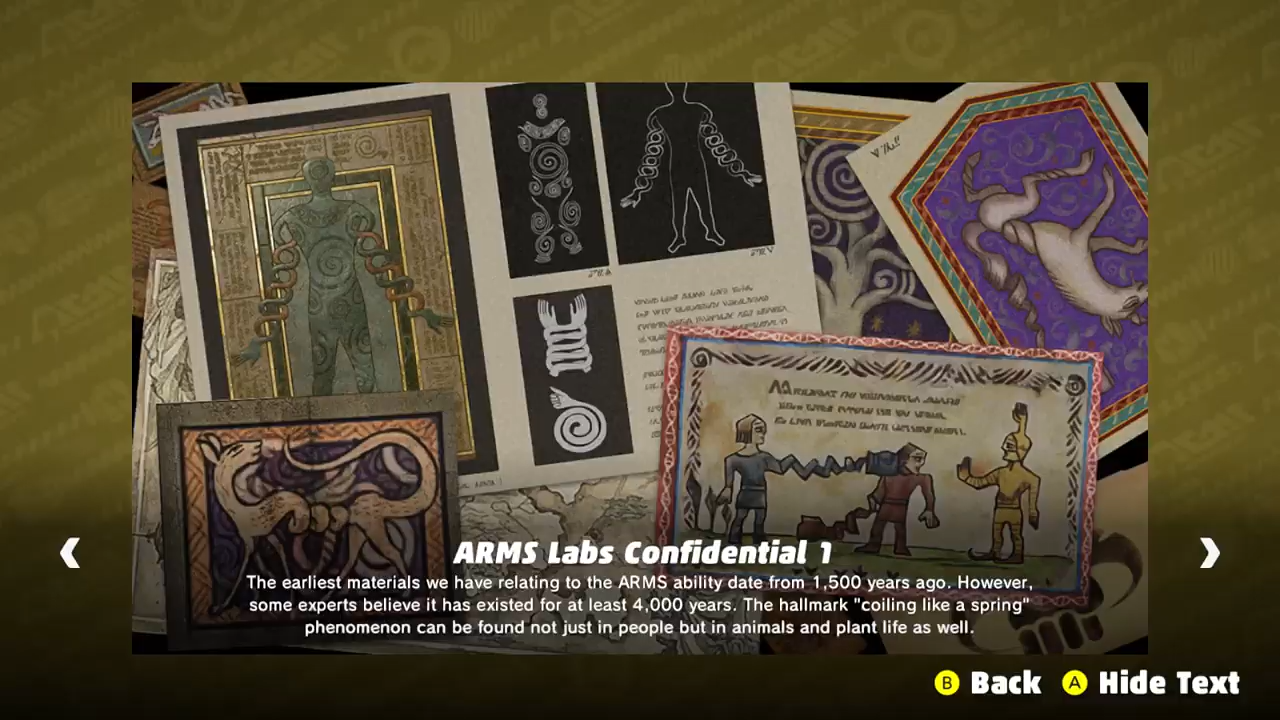 ARMS Labs Confidential 1
The earliest materials we have relating to the ARMS ability date from 1,500 years ago. However,
some experts believe it has existed for at least 4,000 years. The hallmark "coiling like a spring"
phenomenon can be found not just in people but in animals and plant life as well.
B Back A Hide Text